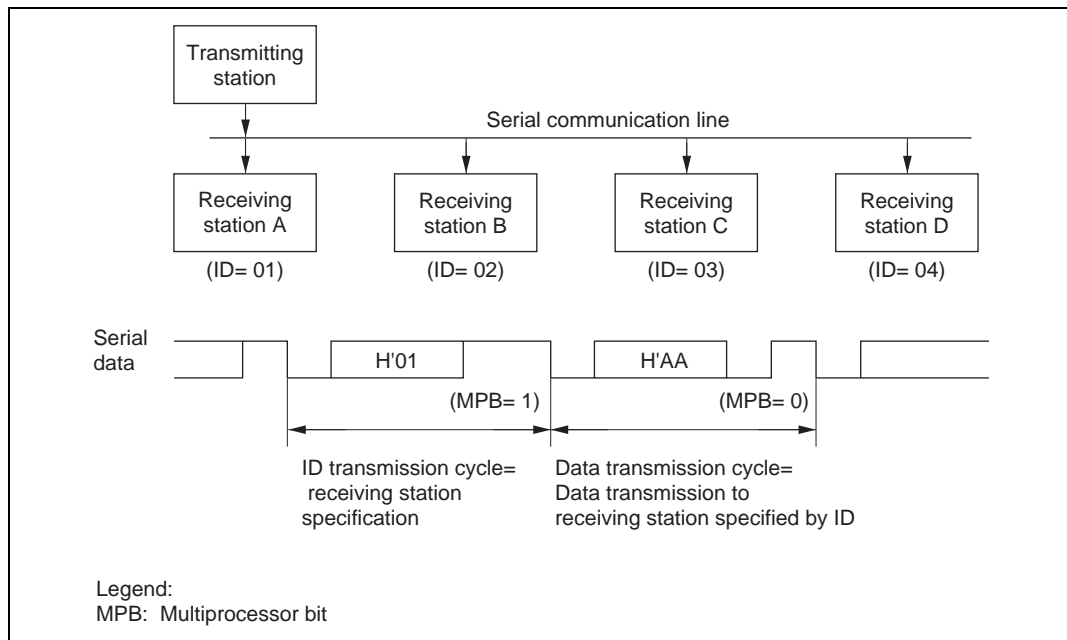 Transmitting
station
Serial communication line
Receiving
station A
Receiving
station B
Receiving
station C
Receiving
station D
(ID= 01)
(ID= 02)
(ID= 03)
(ID= 04)
Serial
data
H'01
H'AA
(MPB= 1)
(MPB= 0)
ID transmission cycle=
receiving station
specification
Data transmission cycle=
Data transmission to
receiving station specified by ID
Legend:
MPB: Multiprocessor bit